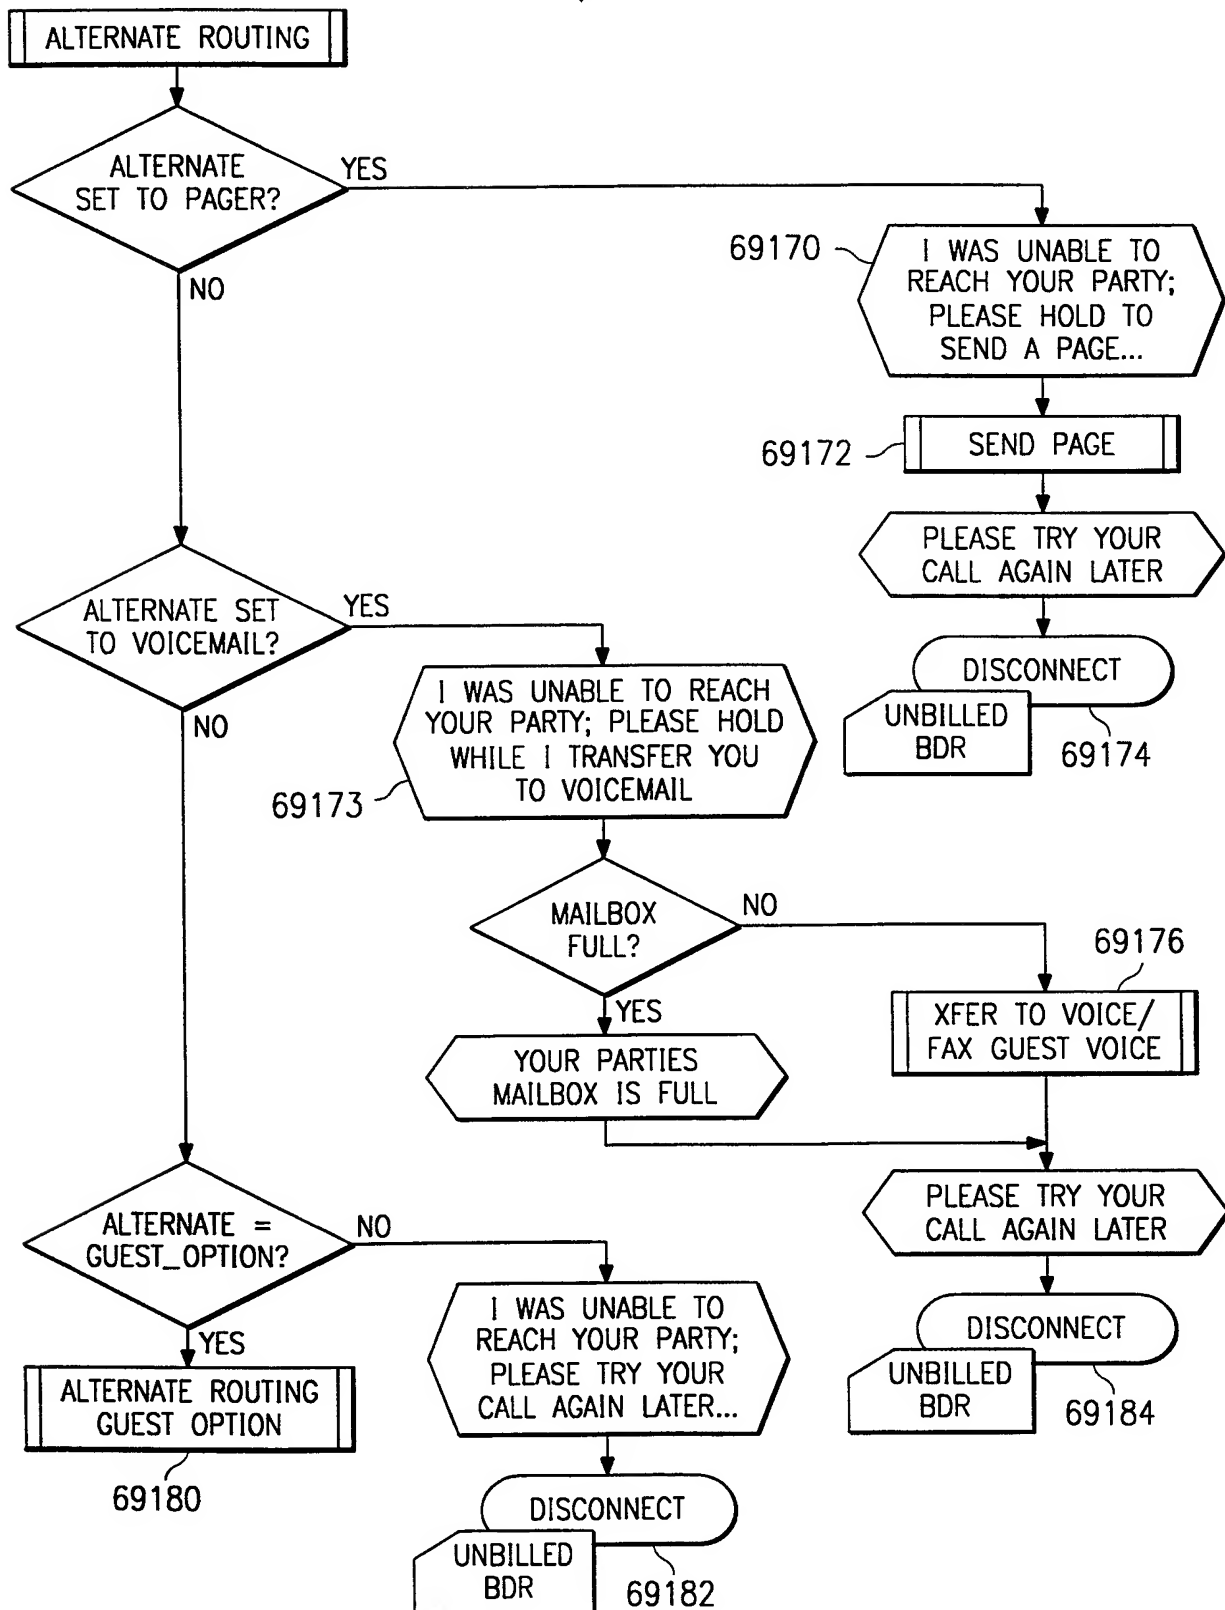 ALTERNATE ROUTING
ALTERNATE
SET TO PAGER?
YES
NO
69170
I WAS UNABLE TO
REACH YOUR PARTY;
PLEASE HOLD TO
SEND A PAGE...
69172
SEND PAGE
PLEASE TRY YOUR
CALL AGAIN LATER
DISCONNECT
UNBILLED
BDR
69174
ALTERNATE SET
TO VOICEMAIL?
YES
NO
I WAS UNABLE TO REACH
YOUR PARTY; PLEASE HOLD
WHILE I TRANSFER YOU
TO VOICEMAIL
69173
MAILBOX
FULL?
NO
YES
69176
XFER TO VOICE/
FAX GUEST VOICE
YOUR PARTIES
MAILBOX IS FULL
PLEASE TRY YOUR
CALL AGAIN LATER
DISCONNECT
UNBILLED
BDR
69184
ALTERNATE =
GUEST_OPTION?
NO
YES
ALTERNATE ROUTING
GUEST OPTION
69180
I WAS UNABLE TO
REACH YOUR PARTY;
PLEASE TRY YOUR
CALL AGAIN LATER...
DISCONNECT
UNBILLED
BDR
69182